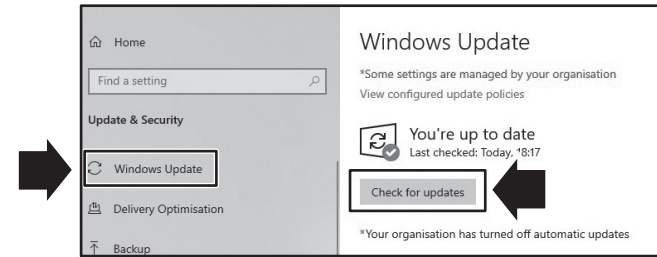 Home
Find a setting
Update & Security
Windows Update
Delivery Optimisation
Backup
Windows Update
*Some settings are managed by your organisation
View configured update policies
You're up to date
Last checked: Today, 18:17
Check for updates
*Your organisation has turned off automatic updates